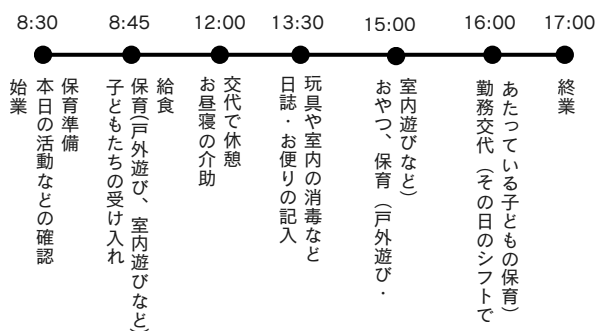 8:30
8:45
12:00
13:30
15:00
16:00
17:00
始業
本日の活動などの確認
保育準備
子どもたちの受け入れ
保育(戸外遊び、室内遊びなど)
給食
お昼寝の介助
交代で休憩
日誌・お便りの記入
玩具や室内の消毒など
おやつ、保育（戸外遊び・
室内遊びなど）
勤務交代（その日のシフトで
あたっている子どもの保育）
終業